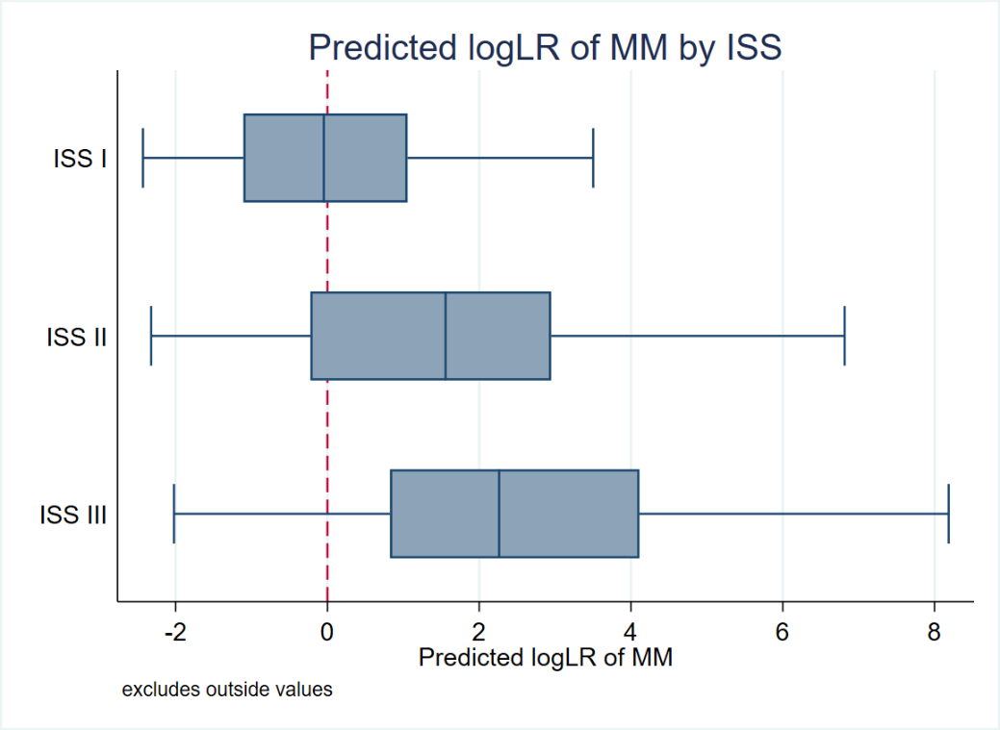 Predicted logLR of MM by ISS
ISS I
ISS II
ISS III
-2 0 2 4 6 8
Predicted logLR of MM
excludes outside values